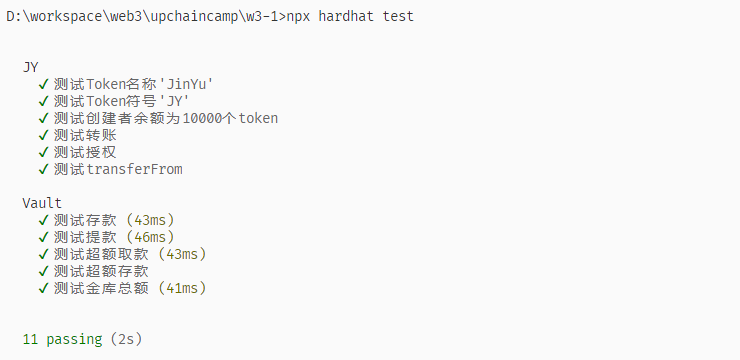 D:\workspace\web3\upchaincamp\w3-1>npx hardhat test
JY
✓ 测试Token名称'JinYu'
✓ 测试Token符号'JY'
✓ 测试创建者余额为10000个token
✓ 测试转账
✓ 测试授权
✓ 测试transferFrom
Vault
✓ 测试存款 (43ms)
✓ 测试提款 (46ms)
✓ 测试超额取款 (43ms)
✓ 测试超额存款
✓ 测试金库总额 (41ms)
11 passing (2s)